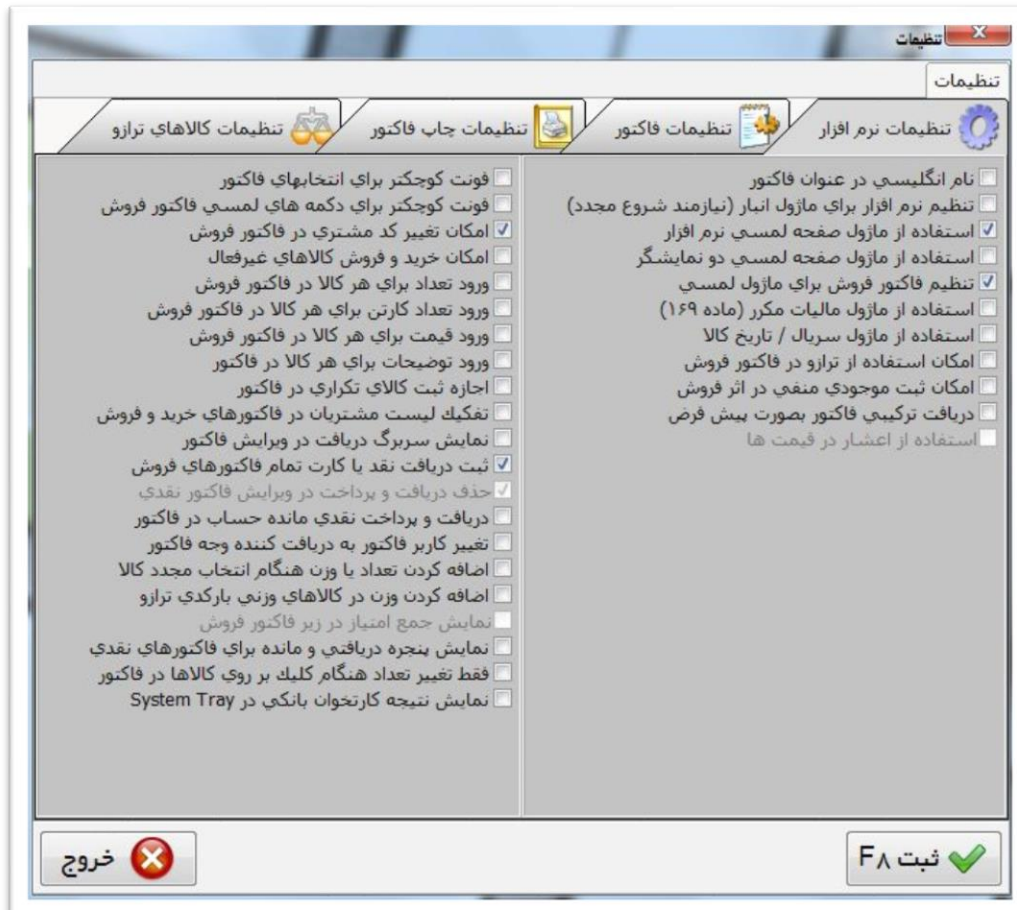 تنظیمات
تنظیمات
تنظیمات نرم افزار
تنظیمات فاکتور
تنظیمات چاپ فاکتور
تنظیمات کالاهای ترازو
نام انگلیسی در عنوان فاکتور
تنظیم نرم افزار برای ماژول انبار (نیازمند شروع مجدد)
استفاده از ماژول صفحه لمسی نرم افزار
استفاده از ماژول صفحه لمسی دو نمایشگر
تنظیم فاکتور فروش برای ماژول لمسی
استفاده از ماژول مالیات مکرر (ماده ۱۶۹)
استفاده از ماژول سریال / تاریخ کالا
امکان استفاده از ترازو در فاکتور فروش
امکان ثبت موجودی منفی در اثر فروش
دریافت ترکیبی فاکتور بصورت پیش فرض
استفاده از اعشار در قیمت ها
فونت کوچکتر برای انتخابهای فاکتور
فونت کوچکتر برای دکمه های لمسی فاکتور فروش
امکان تغییر کد مشتری در فاکتور فروش
امکان خرید و فروش کالاهای غیرفعال
ورود تعداد برای هر کالا در فاکتور فروش
ورود تعداد کارتن برای هر کالا در فاکتور فروش
ورود قیمت برای هر کالا در فاکتور فروش
ورود توضیحات برای هر کالا در فاکتور
اجازه ثبت کالای تکراری در فاکتور
تفکیک لیست مشتریان در فاکتورهای خرید و فروش
نمایش سربرگ دریافت در ویرایش فاکتور
ثبت دریافت نقد یا کارت تمام فاکتورهای فروش
حذف دریافت و پرداخت در ویرایش فاکتور نقدی
دریافت و پرداخت نقدی مانده حساب در فاکتور
تغییر کاربر فاکتور به دریافت کننده وجه فاکتور
اضافه کردن تعداد یا وزن هنگام انتخاب مجدد کالا
اضافه کردن وزن در کالاهای وزنی بارکدی ترازو
نمایش جمع امتیاز در زیر فاکتور فروش
نمایش پنجره دریافتی و مانده برای فاکتورهای نقدی
فقط تغییر تعداد هنگام کلیک بر روی کالاها در فاکتور
نمایش نتیجه کارتخوان بانکی در System Tray
ثبت F۸
خروج